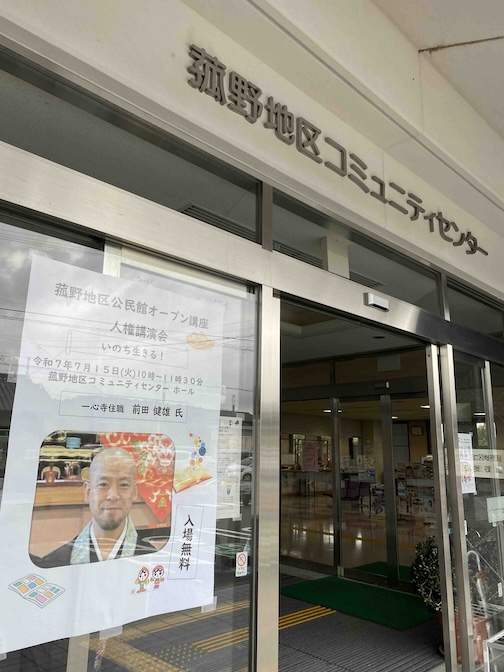 菰野地区コミュニティセンター
菰野地区公民館オープン講座
人権講演会
いのち生きる！
令和7年7月15日(火)10時～11時30分
菰野地区コミュニティセンター ホール
一心寺住職 前田 健雄 氏
入場無料